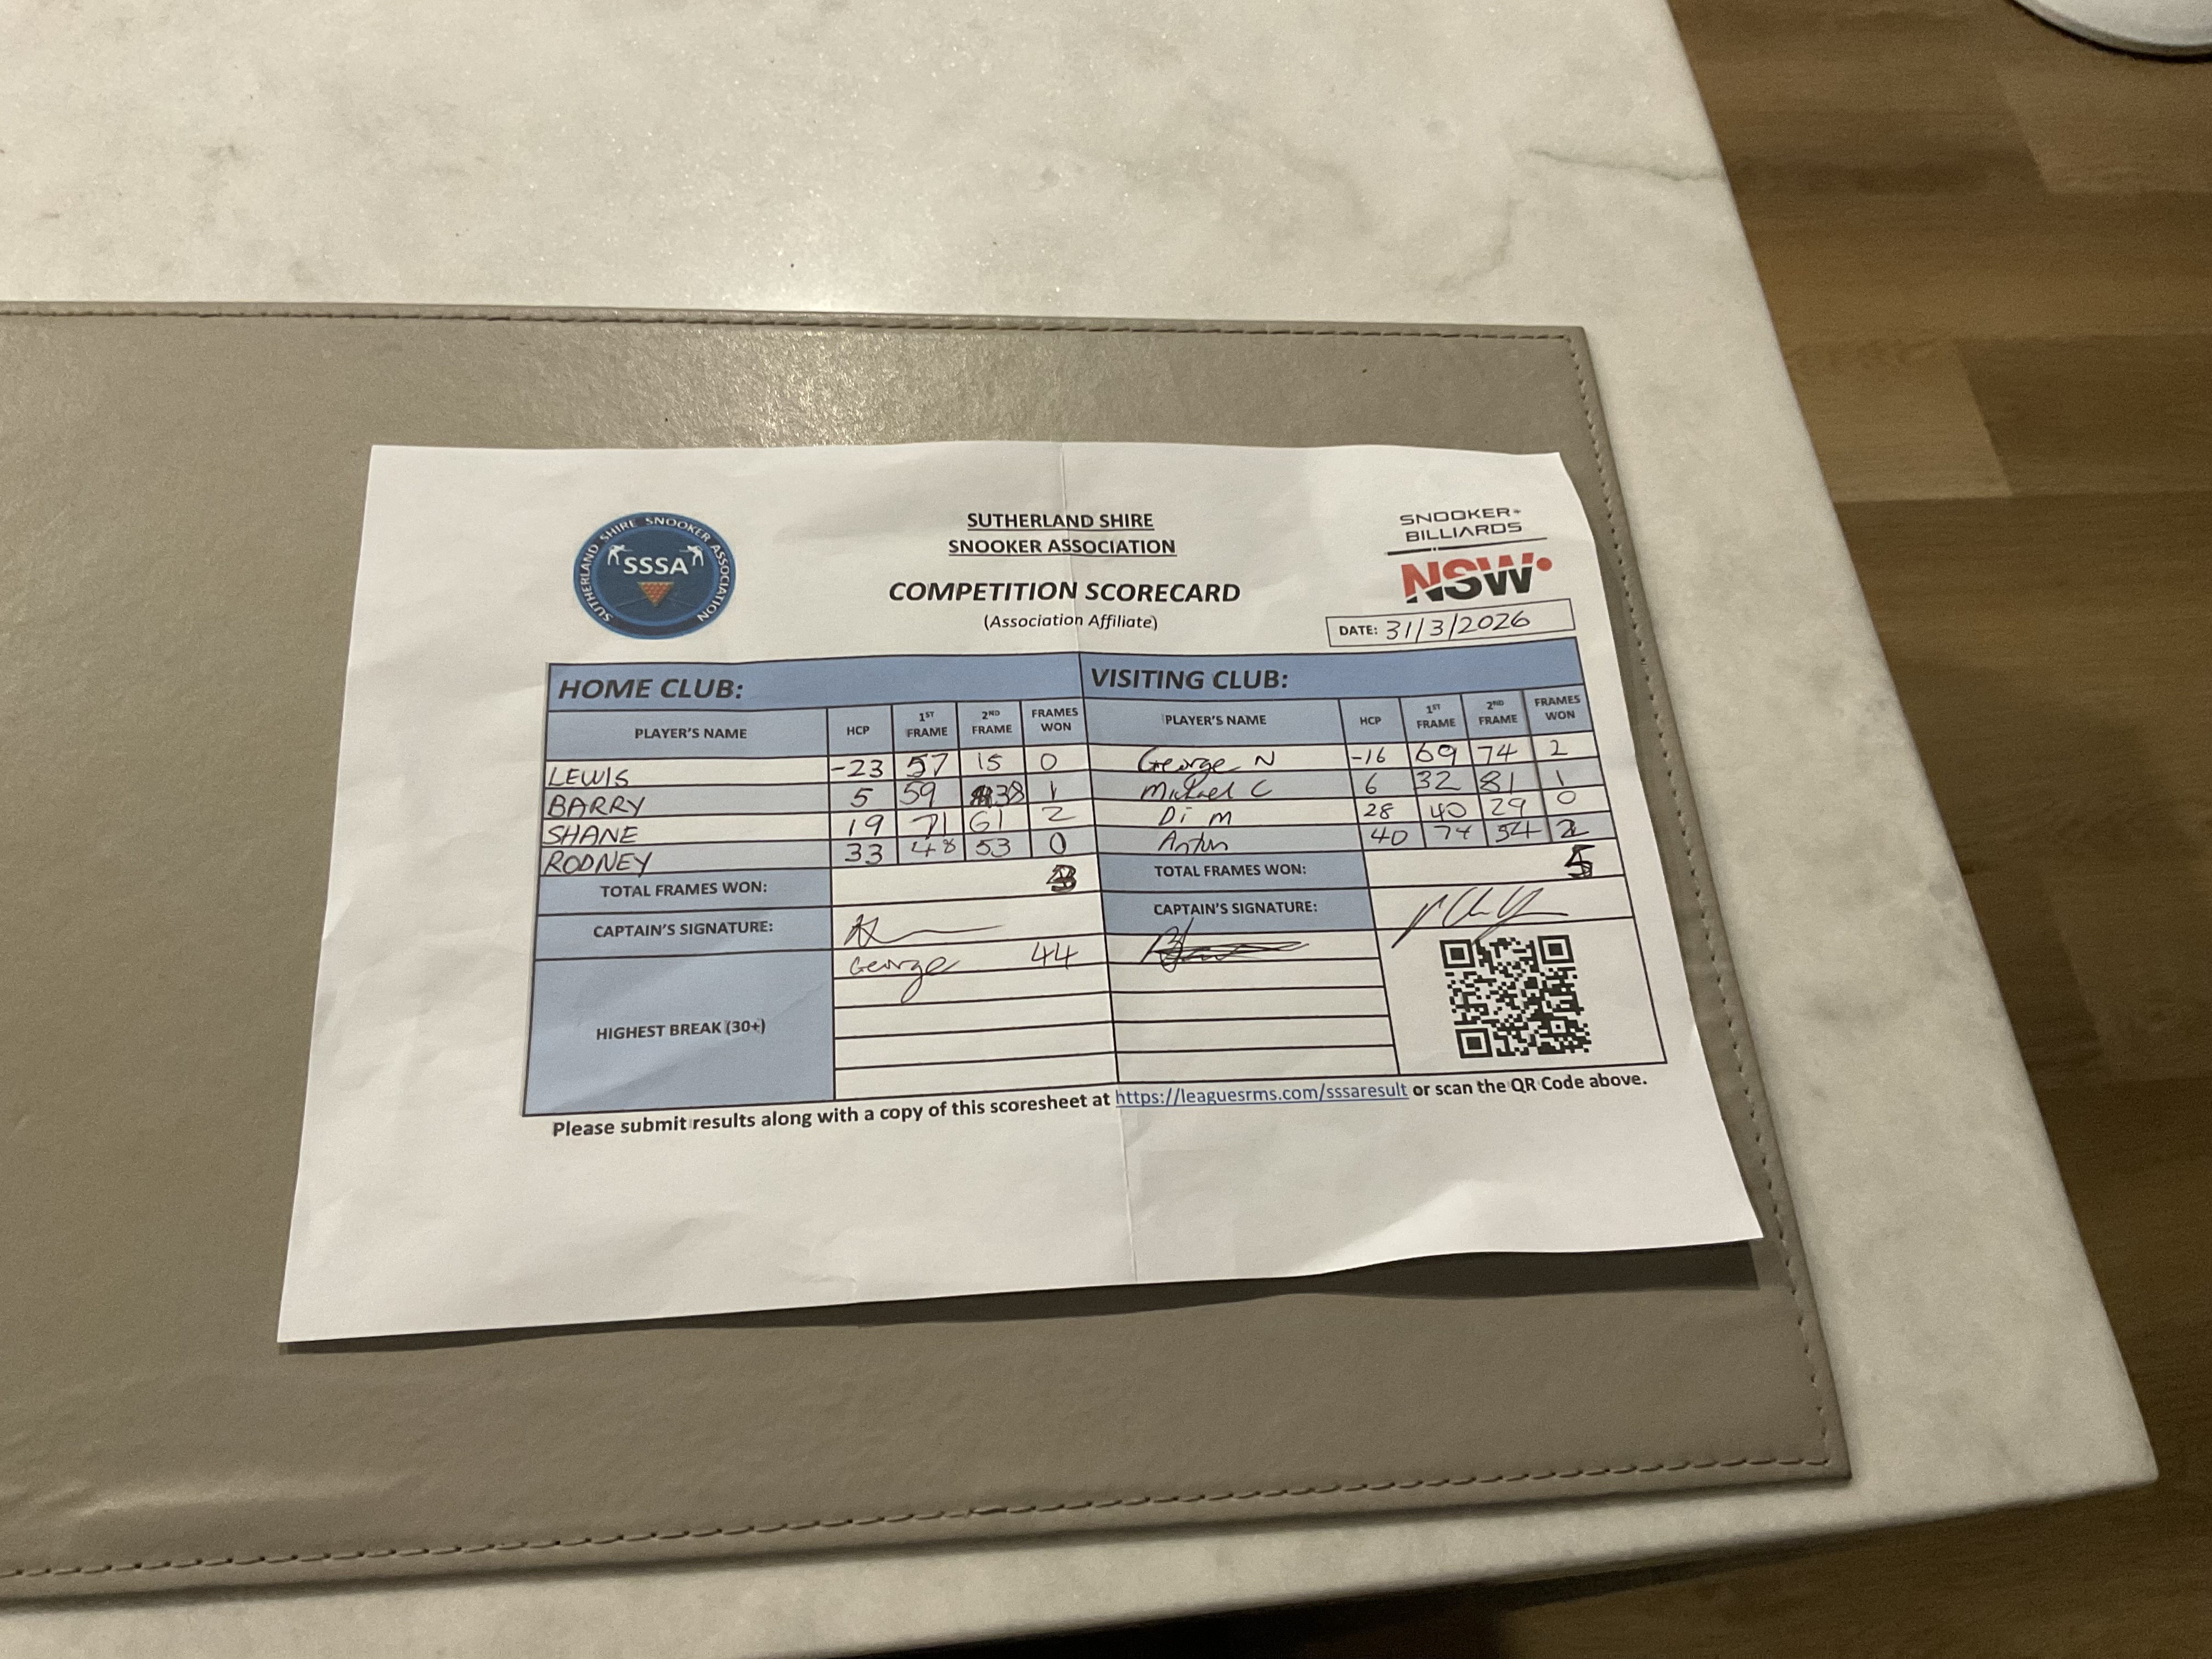 SUTHERLAND SHIRE SNOOKER ASSOCIATION
SSSA
SUTHERLAND SHIRE
SNOOKER ASSOCIATION
COMPETITION SCORECARD
(Association Affiliate)
SNOOKER+
BILLIARDS
NSW
DATE: 31/3/2026
HOME CLUB: VISITING CLUB:
PLAYER'S NAME HCP 1ST FRAME 2ND FRAME FRAMES WON PLAYER'S NAME HCP 1ST FRAME 2ND FRAME FRAMES WON
LEWIS -23 57 15 0 George N -16 69 74 2
BARRY 5 59 38 1 Michael C 6 32 81 1
SHANE 19 71 61 2 Di M 28 40 29 0
RODNEY 33 48 53 0 Anton 40 74 54 2
TOTAL FRAMES WON: 3 TOTAL FRAMES WON: 5
CAPTAIN'S SIGNATURE: CAPTAIN'S SIGNATURE:
HIGHEST BREAK (30+) George 44
Please submit results along with a copy of this scoresheet at https://leaguesrms.com/sssaresult or scan the QR Code above.